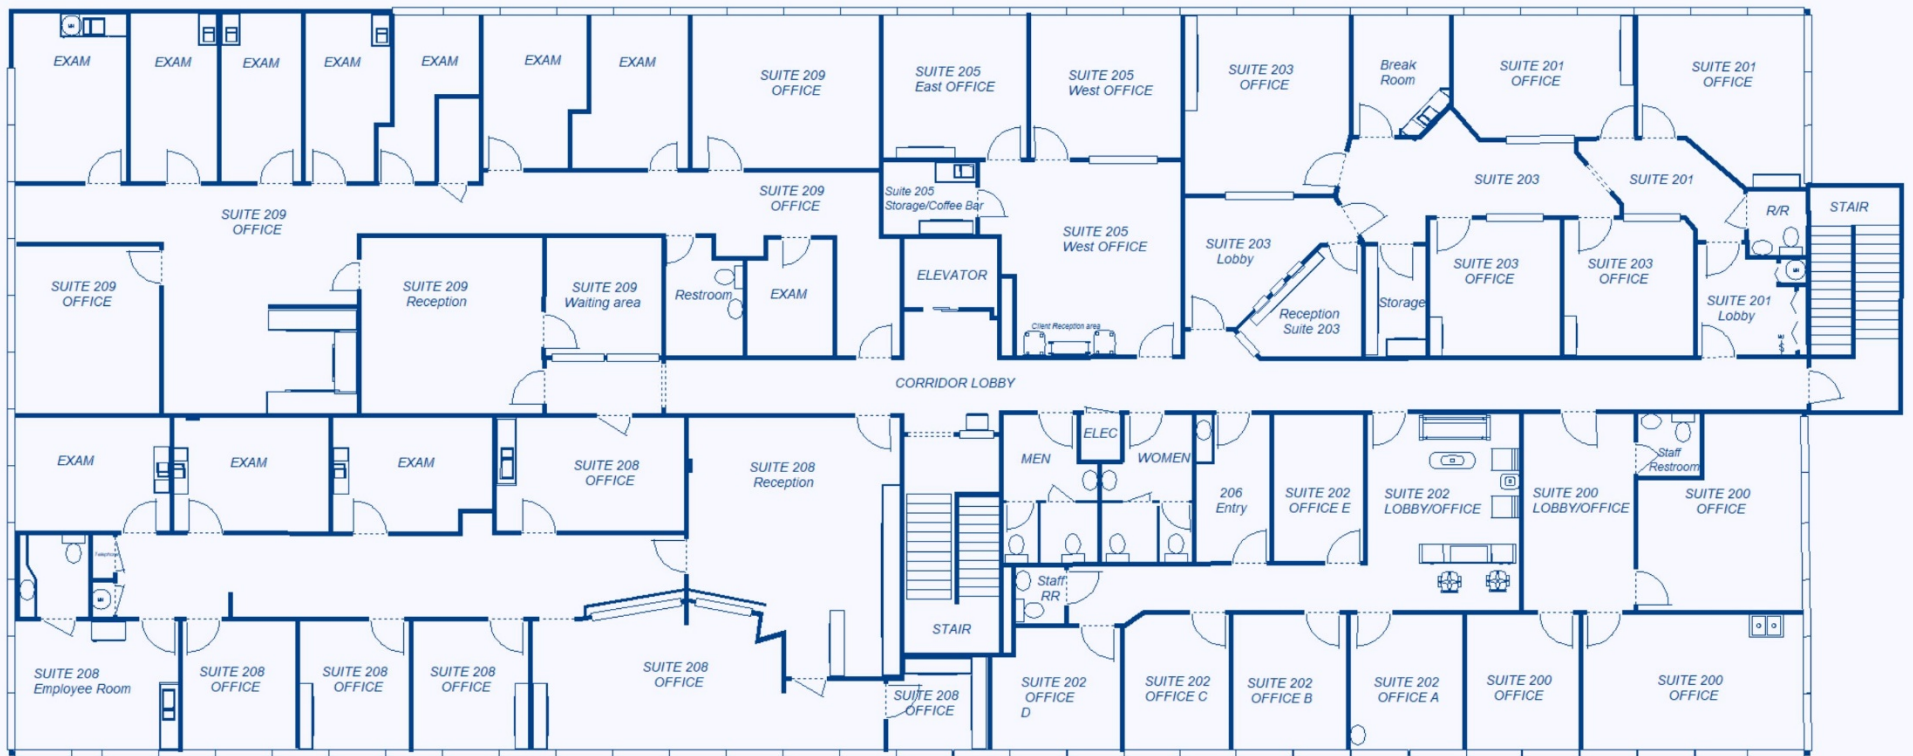 EXAM
EXAM
EXAM
EXAM
EXAM
EXAM
EXAM
SUITE 209
OFFICE
SUITE 205
East OFFICE
SUITE 205
West OFFICE
SUITE 203
OFFICE
Break
Room
SUITE 201
OFFICE
SUITE 201
OFFICE
SUITE 209
OFFICE
SUITE 209
OFFICE
Suite 205
Storage/Coffee Bar
SUITE 205
West OFFICE
SUITE 203
SUITE 201
R/R
STAIR
SUITE 209
OFFICE
SUITE 209
Reception
SUITE 209
Waiting area
Restroom
EXAM
ELEVATOR
Client Reception area
SUITE 203
Lobby
Reception
Suite 203
Storage
SUITE 203
OFFICE
SUITE 203
OFFICE
SUITE 201
Lobby
CORRIDOR LOBBY
EXAM
EXAM
EXAM
SUITE 208
OFFICE
SUITE 208
Reception
MEN
ELEC
WOMEN
206
Entry
SUITE 202
OFFICE E
SUITE 202
LOBBY/OFFICE
SUITE 200
LOBBY/OFFICE
Staff
Restroom
SUITE 200
OFFICE
Staff
RR
STAIR
SUITE 208
Employee Room
SUITE 208
OFFICE
SUITE 208
OFFICE
SUITE 208
OFFICE
SUITE 208
OFFICE
SUITE 208
OFFICE
SUITE 202
OFFICE
D
SUITE 202
OFFICE C
SUITE 202
OFFICE B
SUITE 202
OFFICE A
SUITE 200
OFFICE
SUITE 200
OFFICE